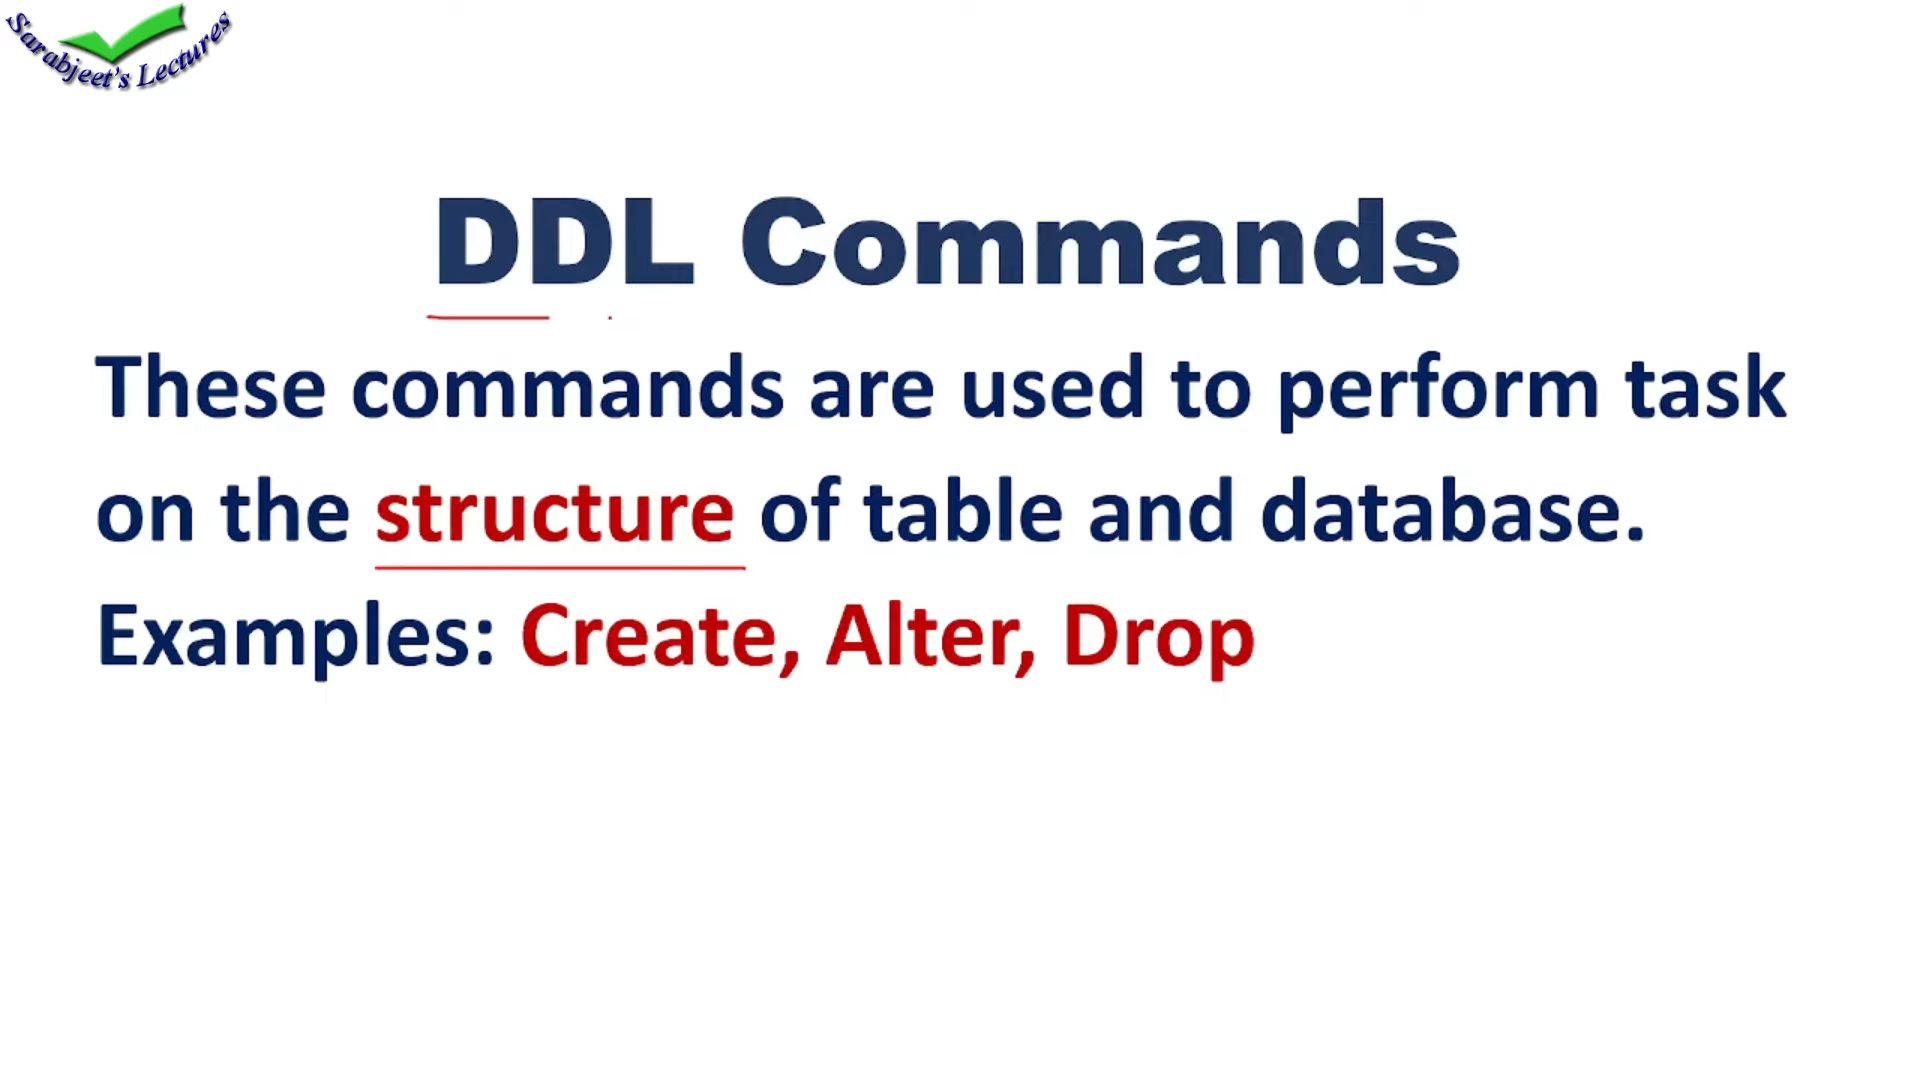 Sarabjeet's Lectures
DDL Commands
These commands are used to perform task
on the structure of table and database.
Examples: Create, Alter, Drop